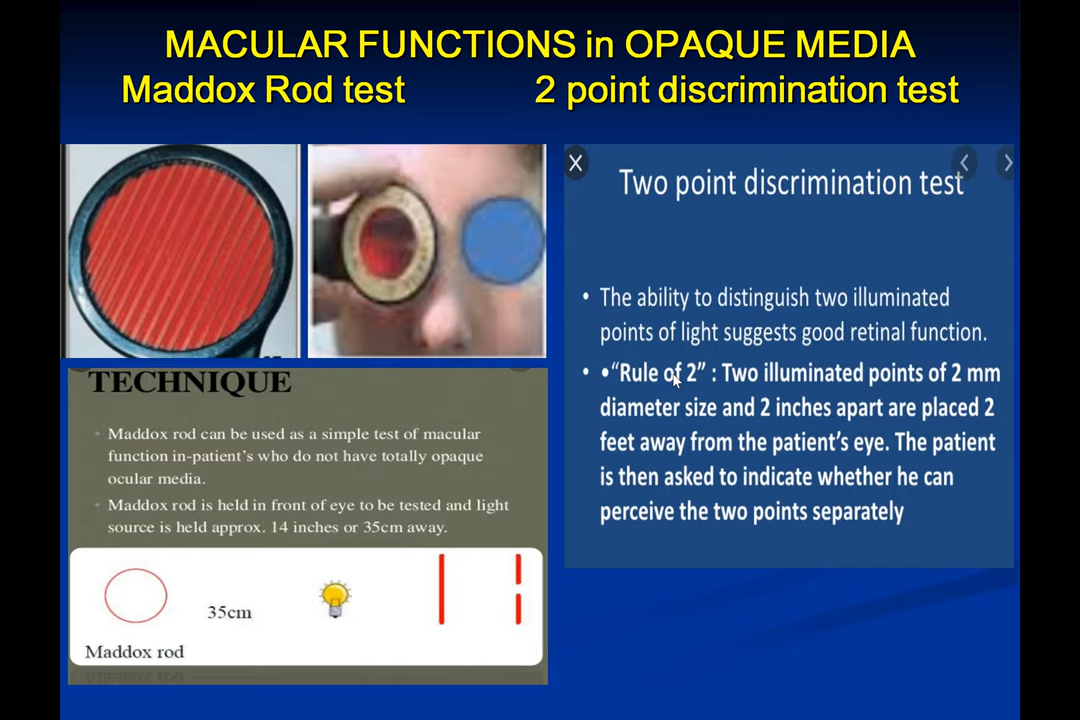 MACULAR FUNCTIONS in OPAQUE MEDIA
Maddox Rod test 2 point discrimination test
TECHNIQUE
• Maddox rod can be used as a simple test of macular
function in-patient's who do not have totally opaque
ocular media.
• Maddox rod is held in front of eye to be tested and light
source is held approx. 14 inches or 35cm away.
35cm
Maddox rod
Two point discrimination test
• The ability to distinguish two illuminated
points of light suggests good retinal function.
• •“Rule of 2” : Two illuminated points of 2 mm
diameter size and 2 inches apart are placed 2
feet away from the patient’s eye. The patient
is then asked to indicate whether he can
perceive the two points separately